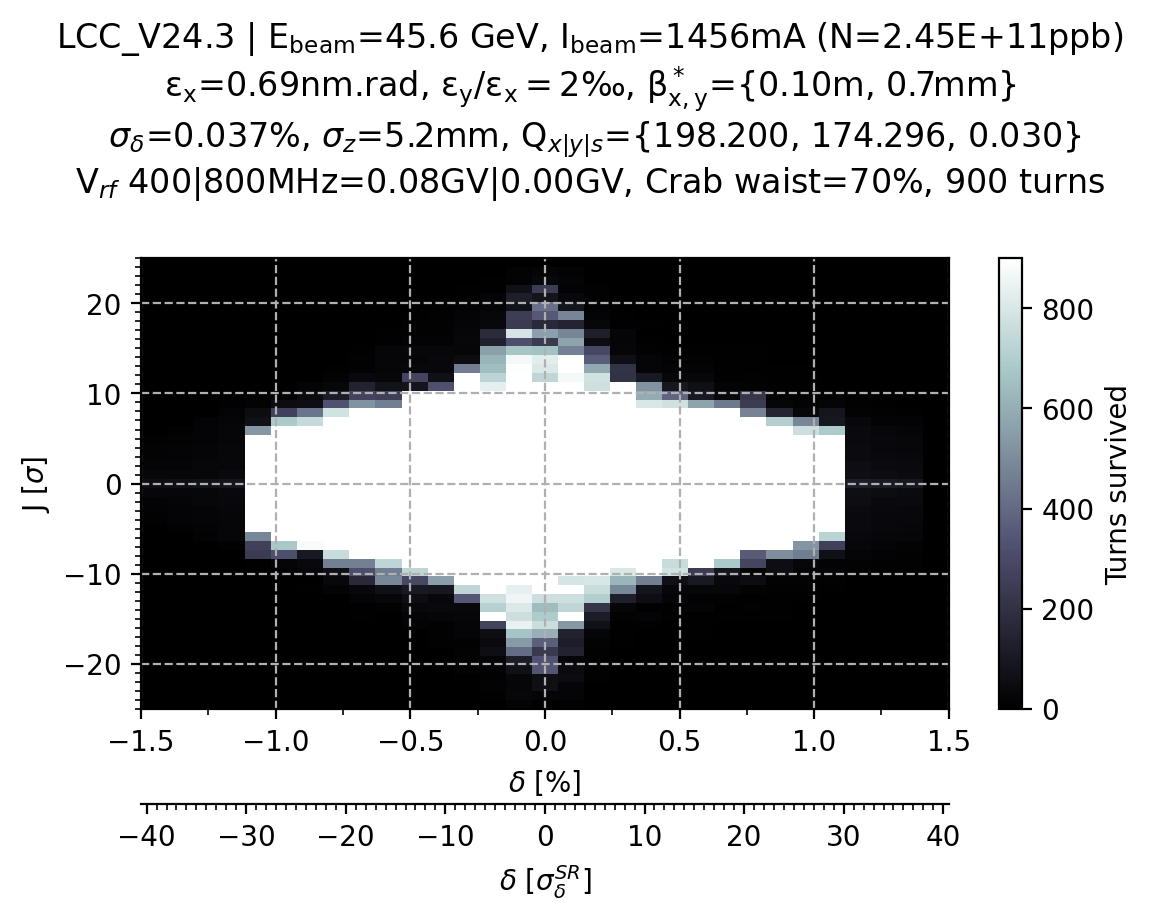 LCC_V24.3 | E_beam=45.6 GeV, I_beam=1456mA (N=2.45E+11ppb)
ε_x=0.69nm.rad, ε_y/ε_x = 2‰, β*_x,y={0.10m, 0.7mm}
σ_δ=0.037%, σ_z=5.2mm, Q_x|y|s={198.200, 174.296, 0.030}
V_rf 400|800MHz=0.08GV|0.00GV, Crab waist=70%, 900 turns
20
10
0
−10
−20
J [σ]
−1.5 −1.0 −0.5 0.0 0.5 1.0 1.5
δ [%]
−40 −30 −20 −10 0 10 20 30 40
δ [σ_δ^SR]
800
600
400
200
0
Turns survived